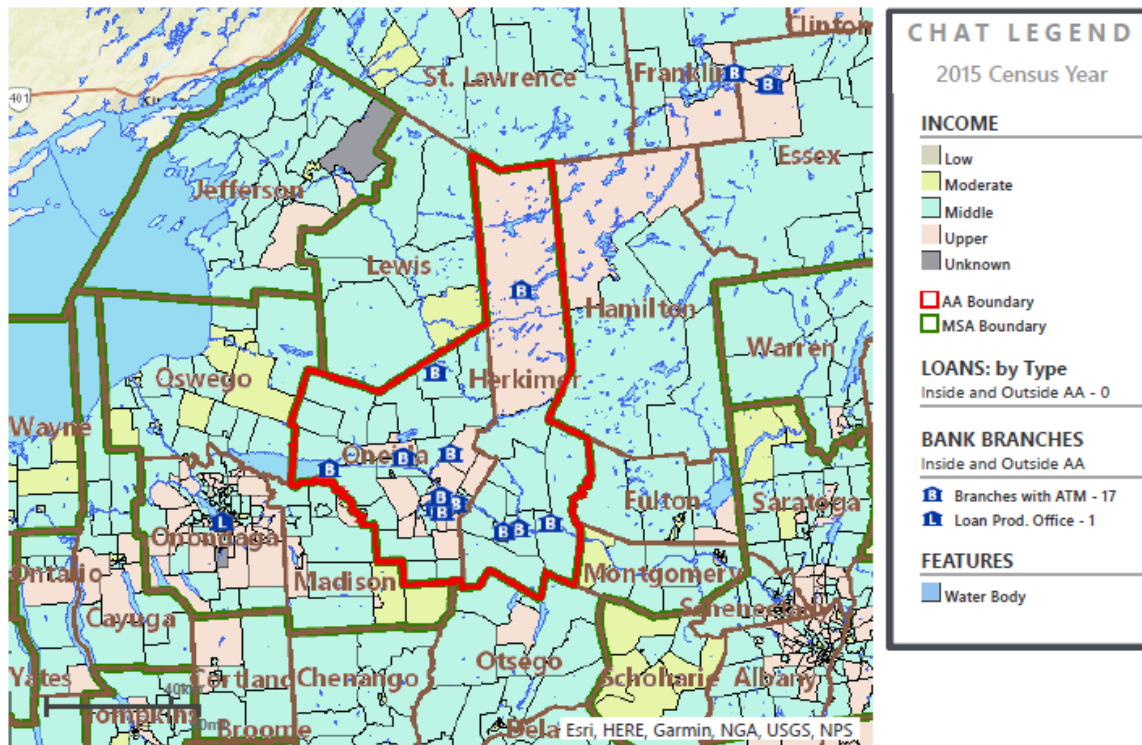 Clinton
St. Lawrence
Franklin
B
B
401
Essex
Jefferson
Lewis
B
Hamilton
Warren
Oswego
B
Herkimer
Wayne
Oneida
B
B
B
B
B
B
Fulton
Saratoga
L
Onondaga
B
B
B
Ontario
Madison
Montgomery
Schenectady
Cayuga
Otsego
Yates
Cortland
Chenango
Schoharie
Albany
Tompkins
Broome
Dela
Esri, HERE, Garmin, NGA, USGS, NPS
CHAT LEGEND
2015 Census Year
INCOME
Low
Moderate
Middle
Upper
Unknown
AA Boundary
MSA Boundary
LOANS: by Type
Inside and Outside AA - 0
BANK BRANCHES
Inside and Outside AA
B Branches with ATM - 17
L Loan Prod. Office - 1
FEATURES
Water Body